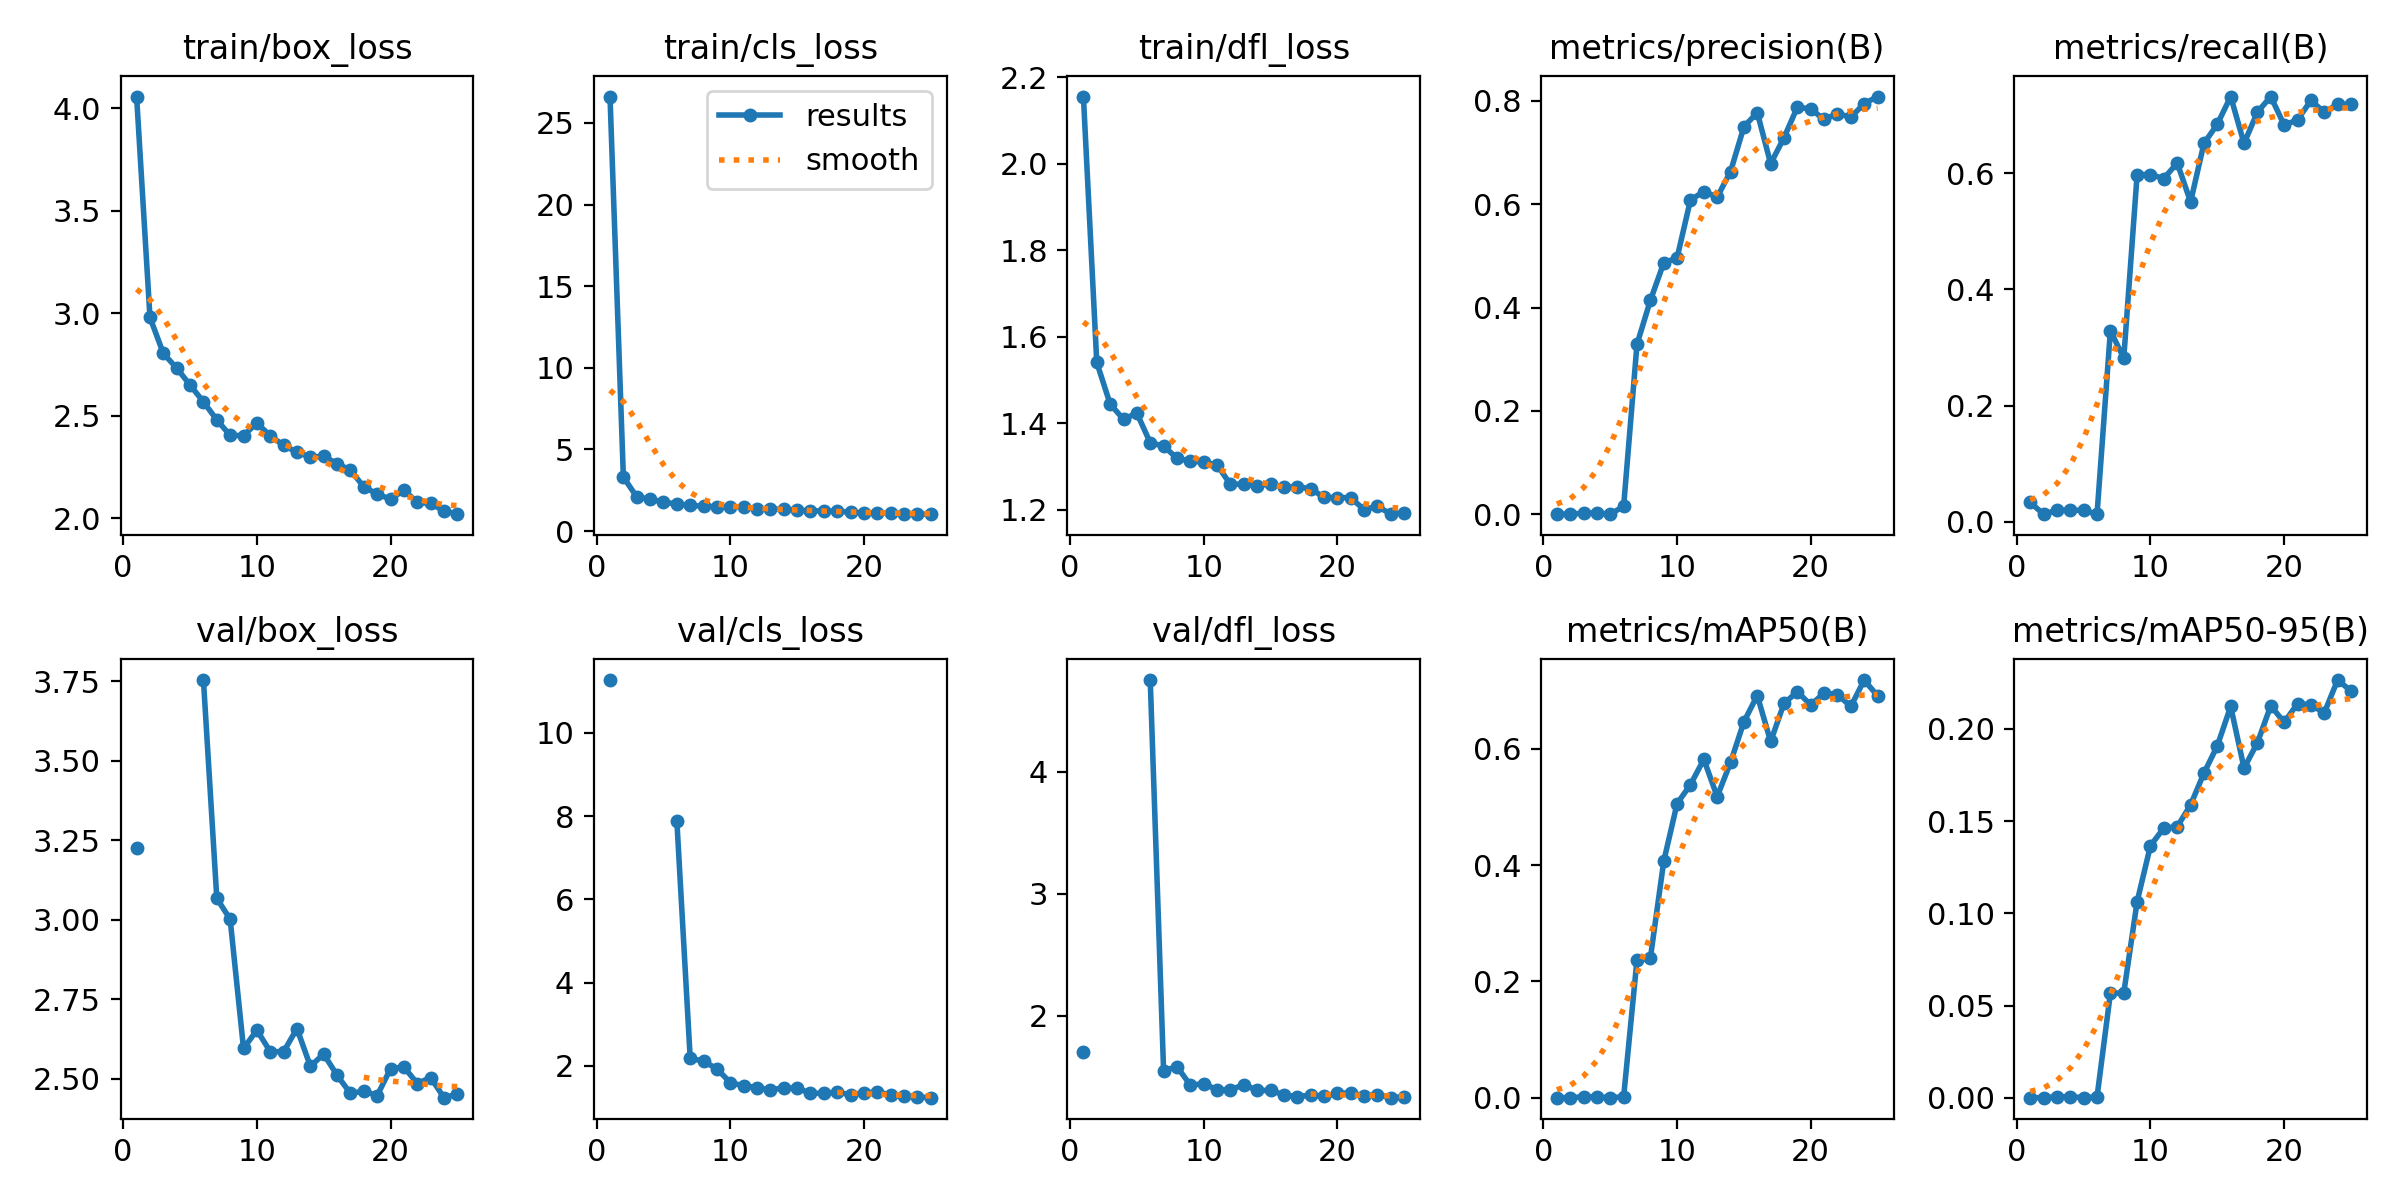 train/box_loss
4.0
3.5
3.0
2.5
2.0
0 10 20
train/cls_loss
results
smooth
25
20
15
10
5
0
0 10 20
train/dfl_loss
2.2
2.0
1.8
1.6
1.4
1.2
0 10 20
metrics/precision(B)
0.8
0.6
0.4
0.2
0.0
0 10 20
metrics/recall(B)
0.6
0.4
0.2
0.0
0 10 20
val/box_loss
3.75
3.50
3.25
3.00
2.75
2.50
0 10 20
val/cls_loss
10
8
6
4
2
0 10 20
val/dfl_loss
4
3
2
0 10 20
metrics/mAP50(B)
0.6
0.4
0.2
0.0
0 10 20
metrics/mAP50-95(B)
0.20
0.15
0.10
0.05
0.00
0 10 20